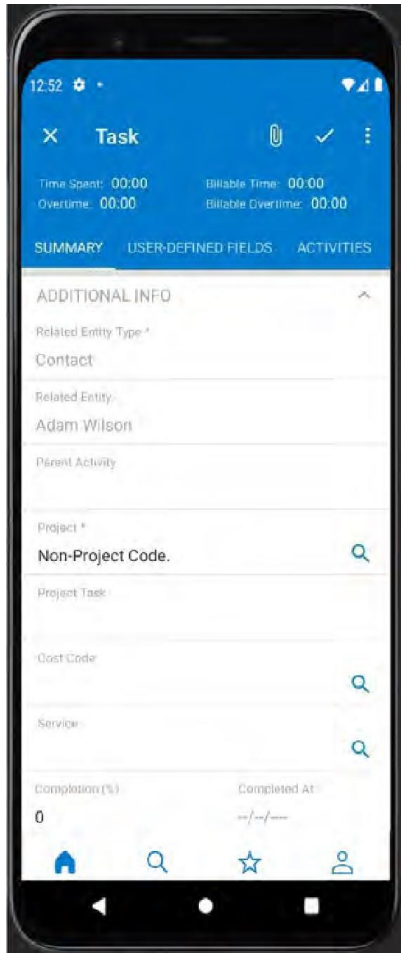 12:52
Task
Time Spent: 00:00 Billable Time: 00:00
Overtime: 00:00 Billable Overtime: 00:00
SUMMARY USER-DEFINED FIELDS ACTIVITIES
ADDITIONAL INFO
Related Entity Type *
Contact
Related Entity
Adam Wilson
Parent Activity
Project *
Non-Project Code.
Project Task
Cost Code
Service
Completion (%) Completed At
0 --/--/----